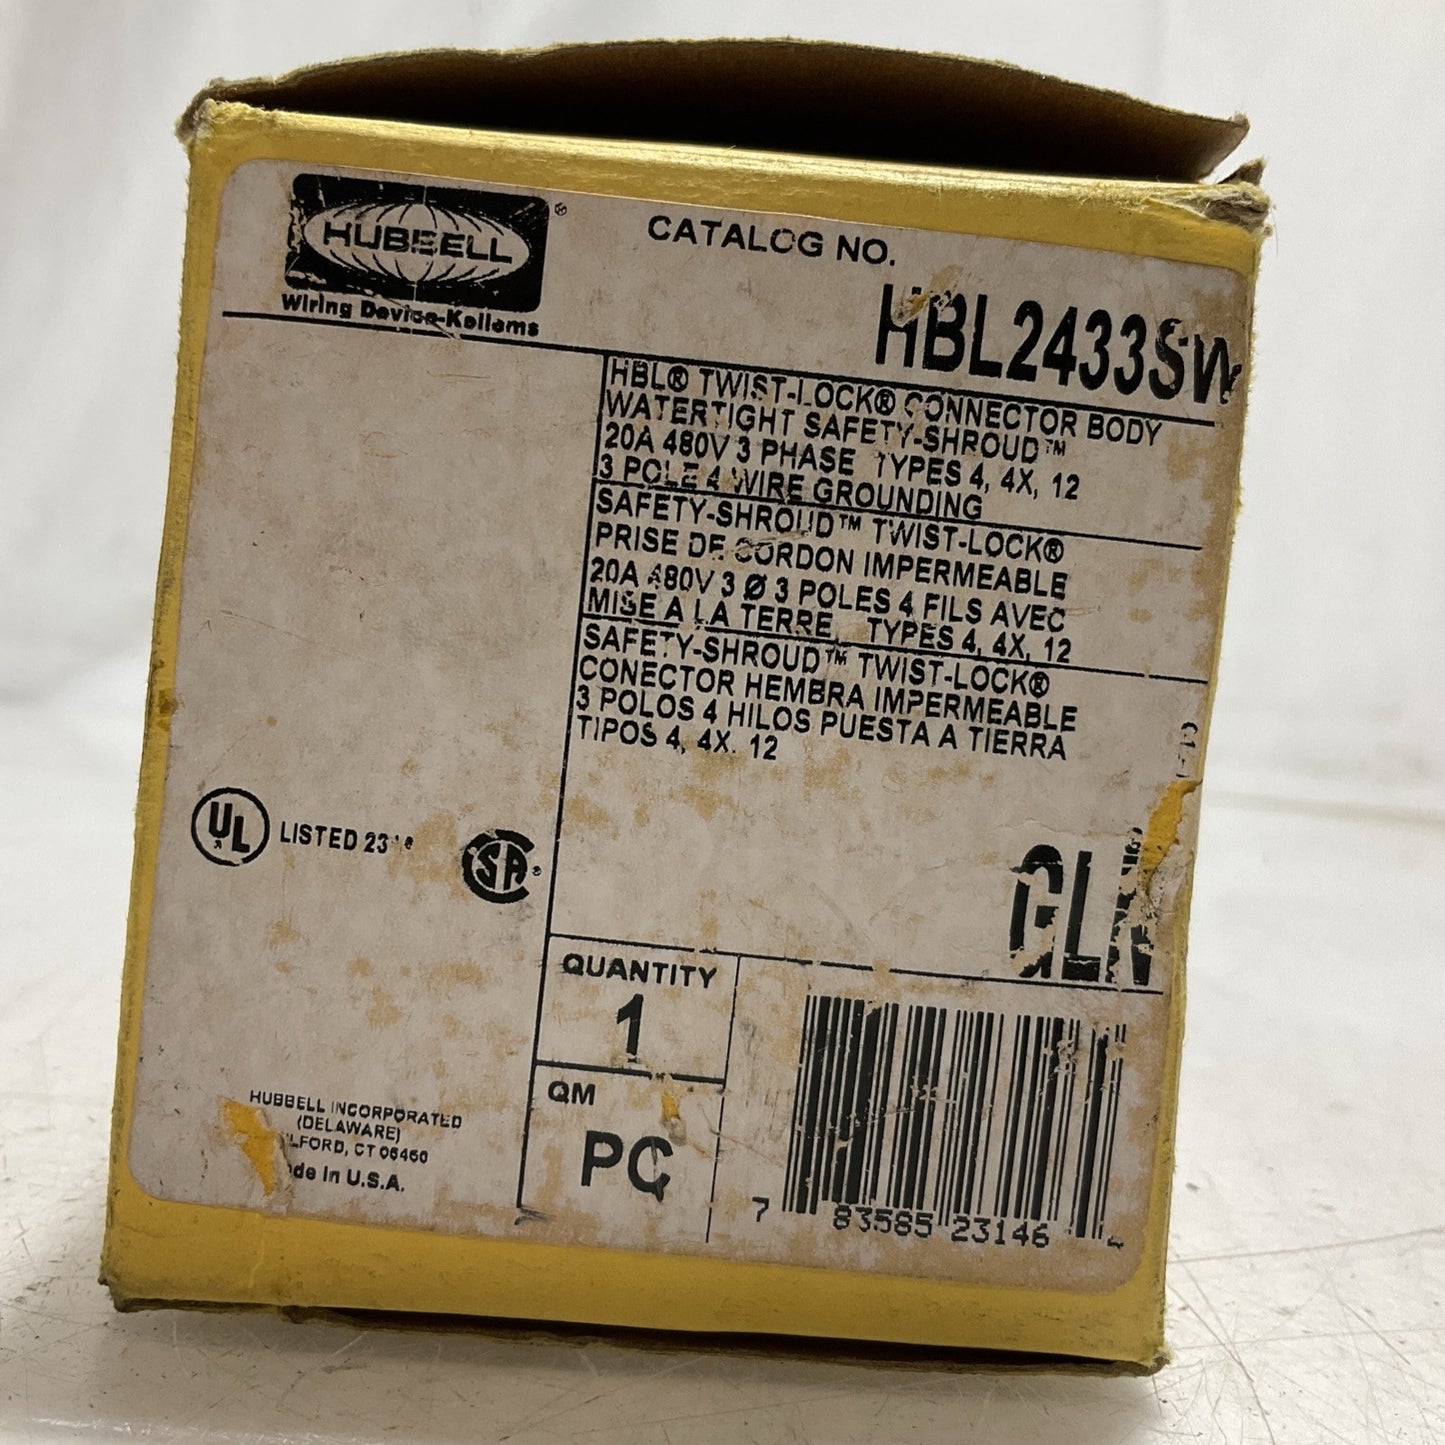 HUBBELL ®
Wiring Device-Kellems
CATALOG NO.
HBL2433SW
HBL® TWIST-LOCK® CONNECTOR BODY
WATERTIGHT SAFETY-SHROUD™
20A 480V 3 PHASE TYPES 4, 4X, 12
3 POLE 4 WIRE GROUNDING
SAFETY-SHROUD™ TWIST-LOCK®
PRISE DE CORDON IMPERMEABLE
20A 480V 3 Ø 3 POLES 4 FILS AVEC
MISE A LA TERRE, TYPES 4, 4X, 12
SAFETY-SHROUD™ TWIST-LOCK®
CONECTOR HEMBRA IMPERMEABLE
3 POLOS 4 HILOS PUESTA A TIERRA
TIPOS 4, 4X. 12
UL LISTED
CSA ®
QUANTITY
1
QM
PC
HUBBELL INCORPORATED
(DELAWARE)
CT 06460
in U.S.A.
7 83585 23146